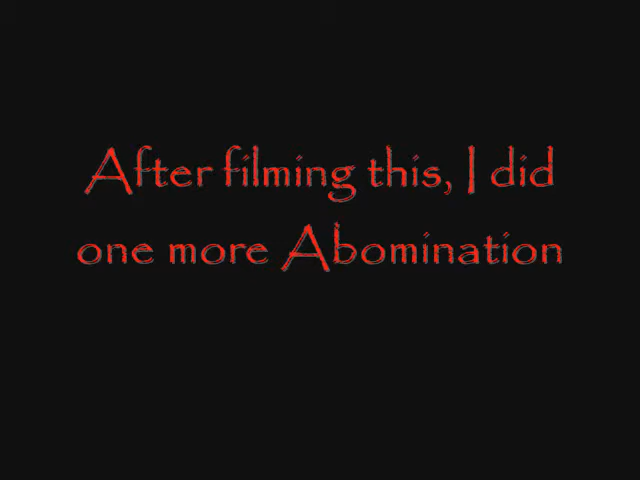 After filming this, I did
one more Abomination